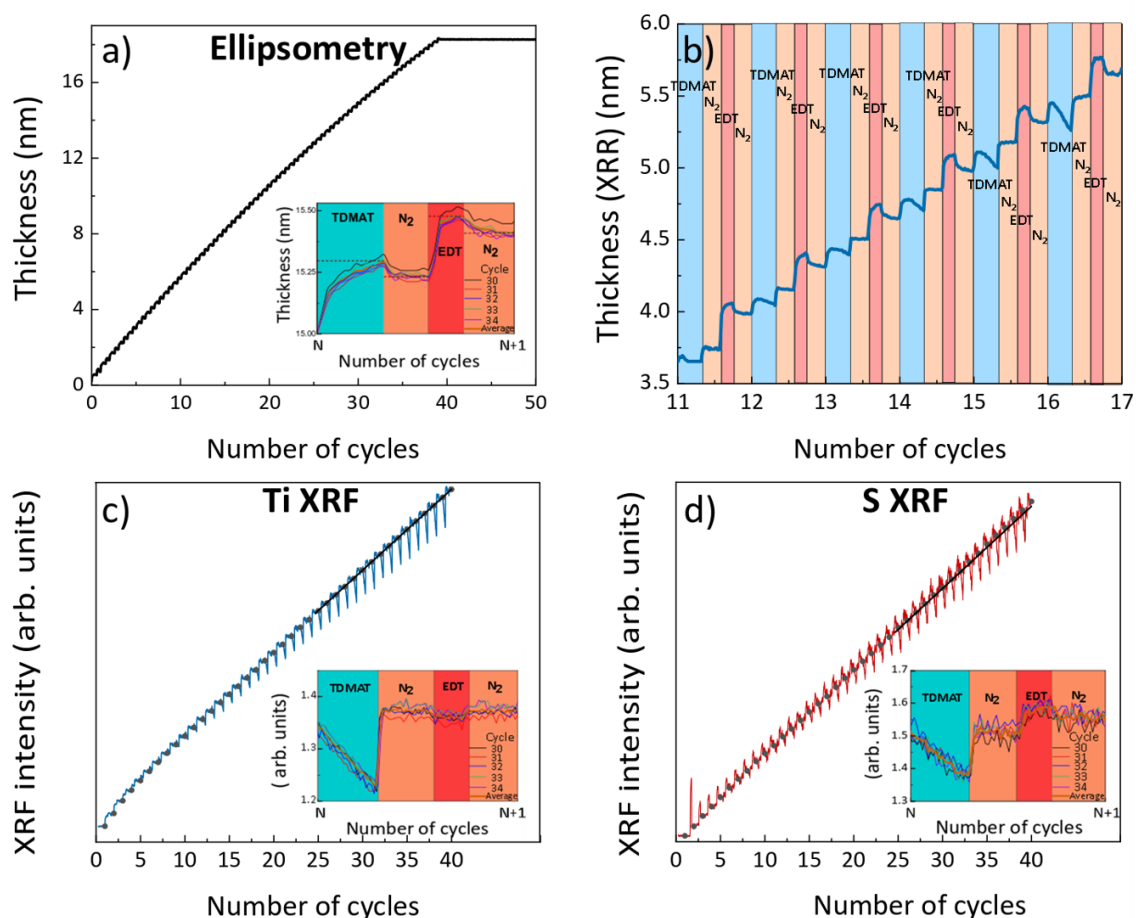 a)
Ellipsometry
Thickness (nm)
16
12
8
4
0
0 10 20 30 40 50
Number of cycles
TDMAT
N2
EDT
N2
Thickness (nm)
15.50
15.25
15.00
Cycle
30
31
32
33
34
Average
N N+1
Number of cycles
b)
Thickness (XRR) (nm)
6.0
5.5
5.0
4.5
4.0
3.5
TDMAT
N2
EDT
N2
TDMAT
N2
EDT
N2
TDMAT
N2
EDT
N2
TDMAT
N2
EDT
N2
TDMAT
N2
EDT
N2
TDMAT
N2
EDT
N2
11 12 13 14 15 16 17
Number of cycles
c)
Ti XRF
XRF intensity (arb. units)
0 5 10 15 20 25 30 35 40
Number of cycles
TDMAT
N2
EDT
N2
(arb. units)
1.4
1.3
1.2
Cycle
30
31
32
33
34
Average
N N+1
Number of cycles
d)
S XRF
XRF intensity (arb. units)
0 5 10 15 20 25 30 35 40
Number of cycles
TDMAT
N2
EDT
N2
(arb. units)
1.7
1.6
1.5
1.4
1.3
Cycle
30
31
32
33
34
Average
N N+1
Number of cycles